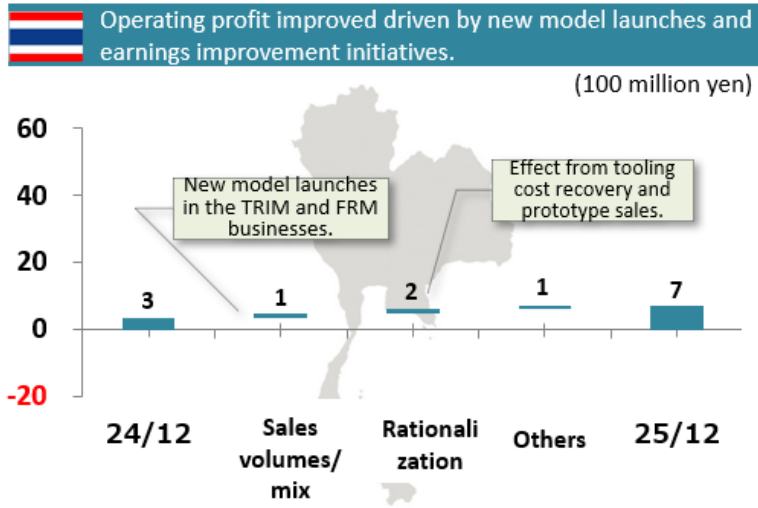 Operating profit improved driven by new model launches and
earnings improvement initiatives.
(100 million yen)
60
40
20
0
-20
New model launches
in the TRIM and FRM
businesses.
Effect from tooling
cost recovery and
prototype sales.
3
1
2
1
7
24/12
Sales
volumes/
mix
Rationali
zation
Others
25/12